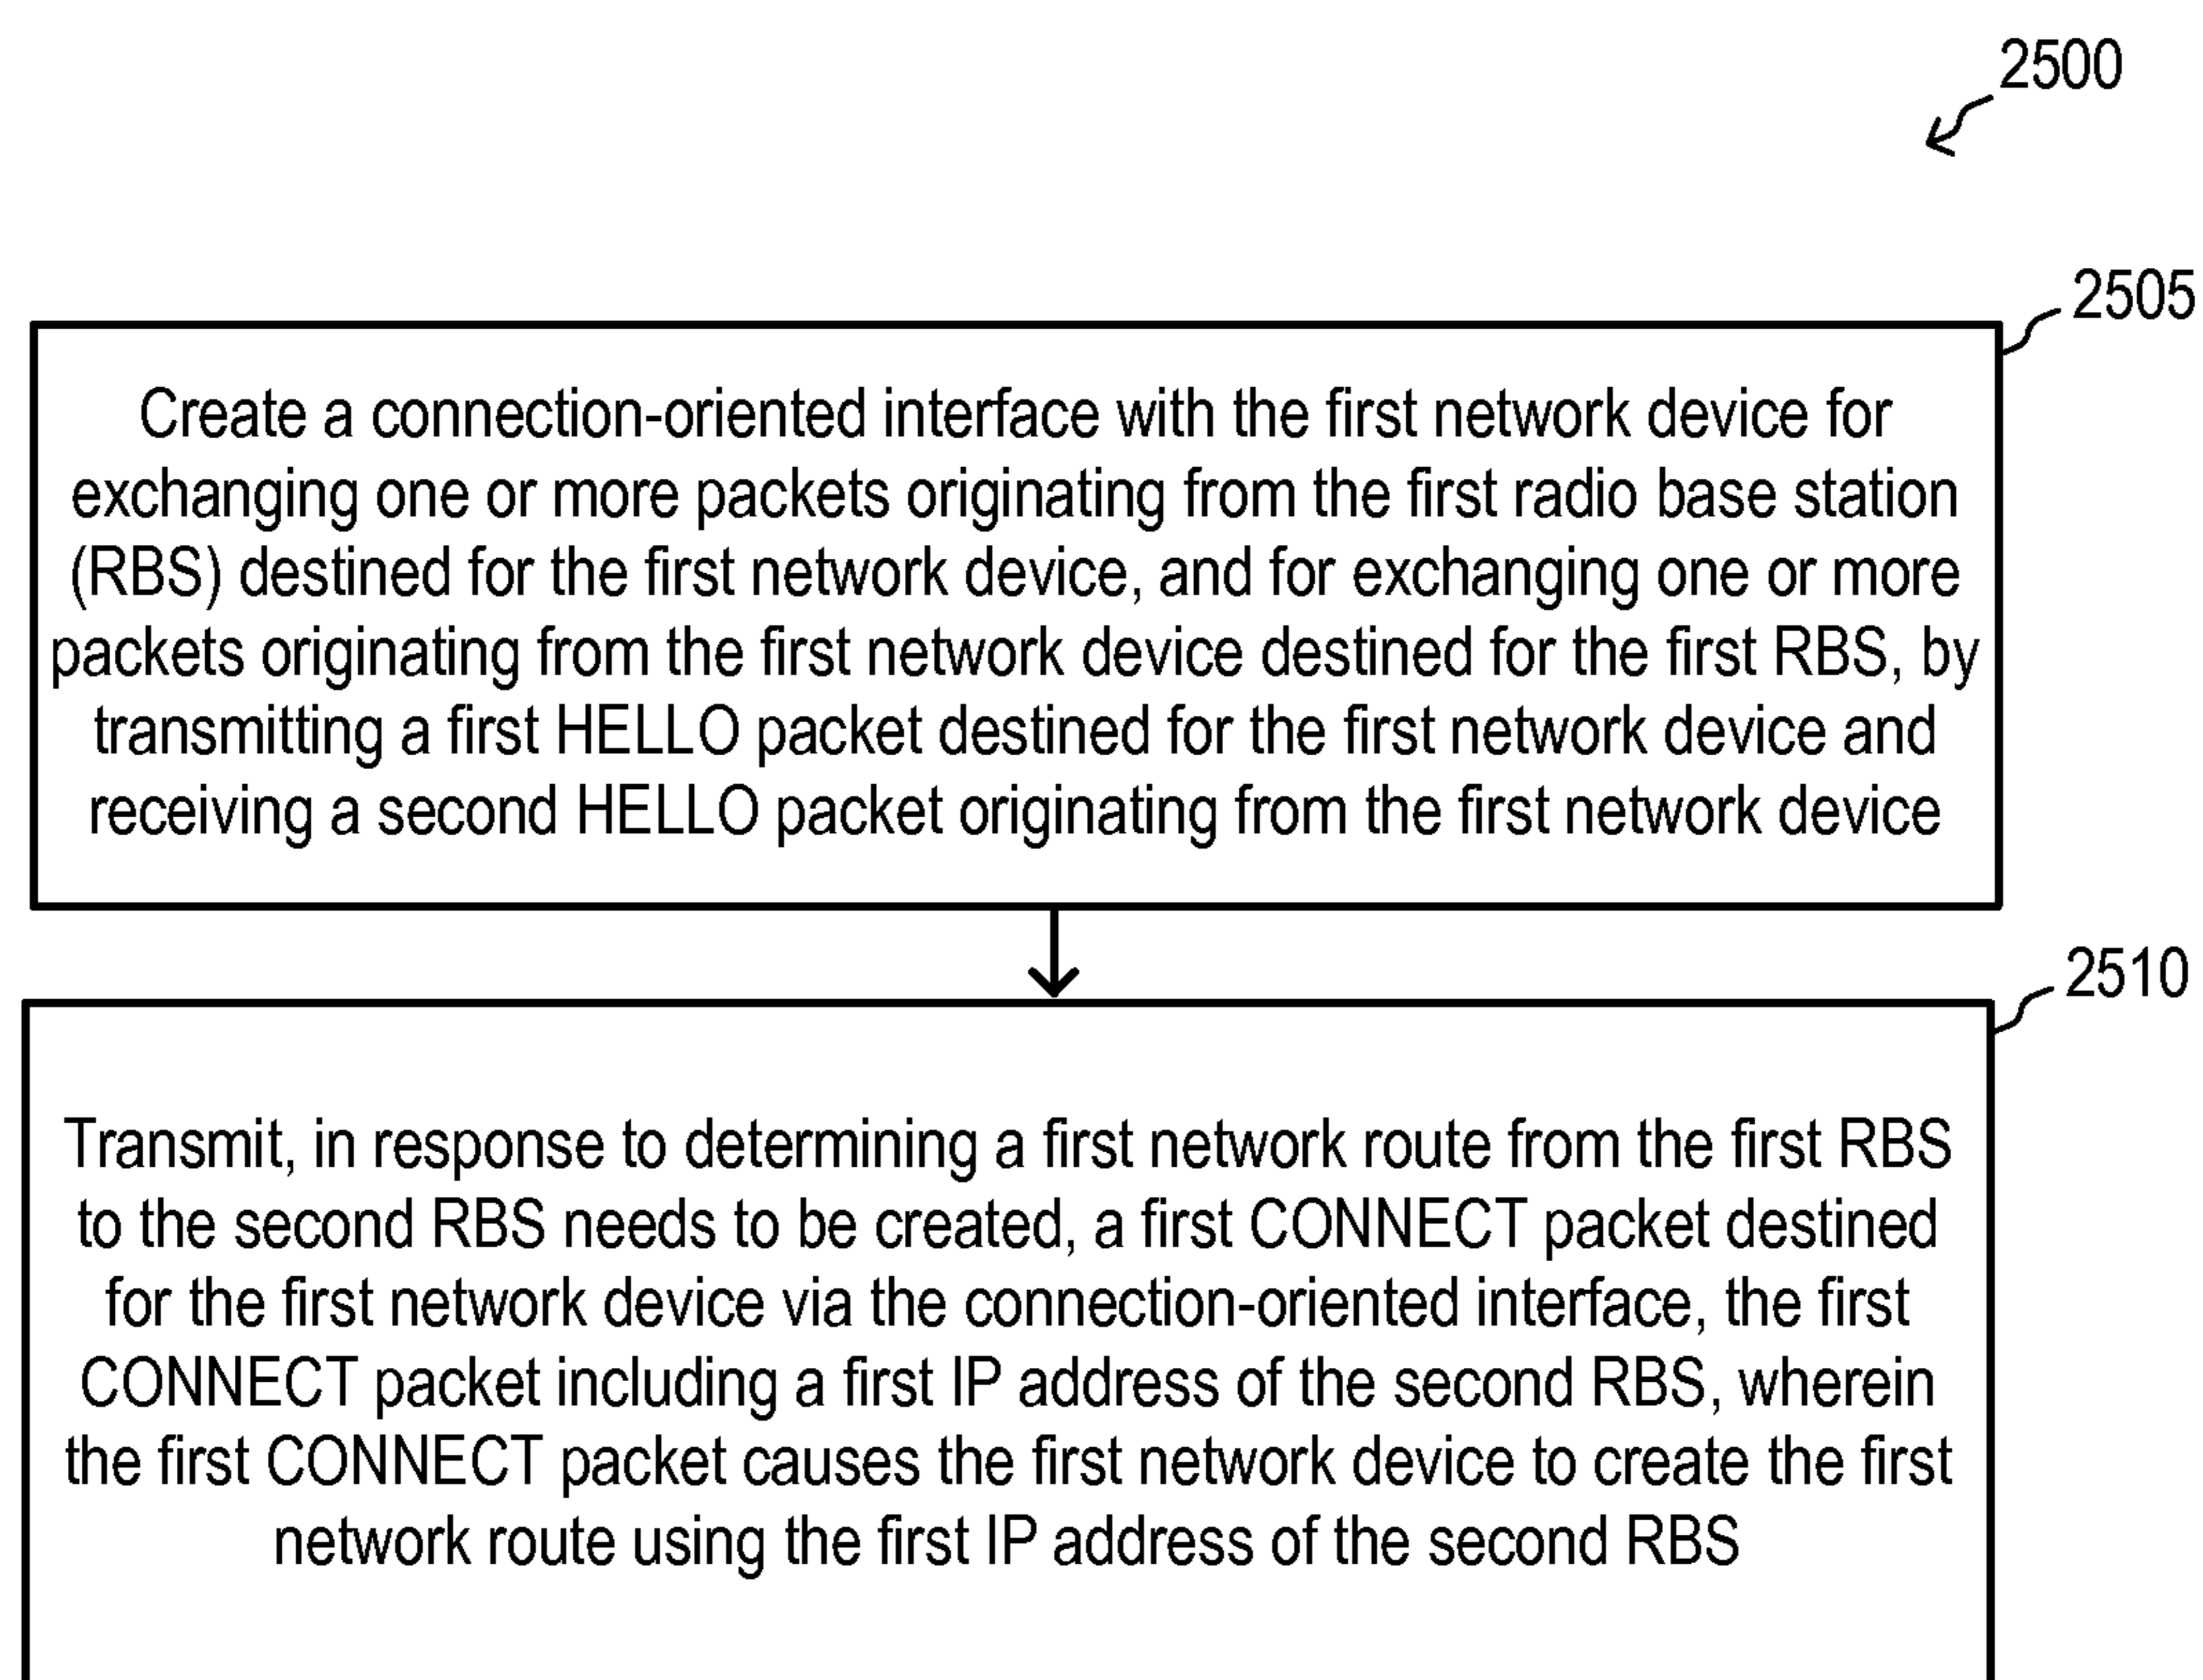 2500
2505
Create a connection-oriented interface with the first network device for
exchanging one or more packets originating from the first radio base station
(RBS) destined for the first network device, and for exchanging one or more
packets originating from the first network device destined for the first RBS, by
transmitting a first HELLO packet destined for the first network device and
receiving a second HELLO packet originating from the first network device
2510
Transmit, in response to determining a first network route from the first RBS
to the second RBS needs to be created, a first CONNECT packet destined
for the first network device via the connection-oriented interface, the first
CONNECT packet including a first IP address of the second RBS, wherein
the first CONNECT packet causes the first network device to create the first
network route using the first IP address of the second RBS